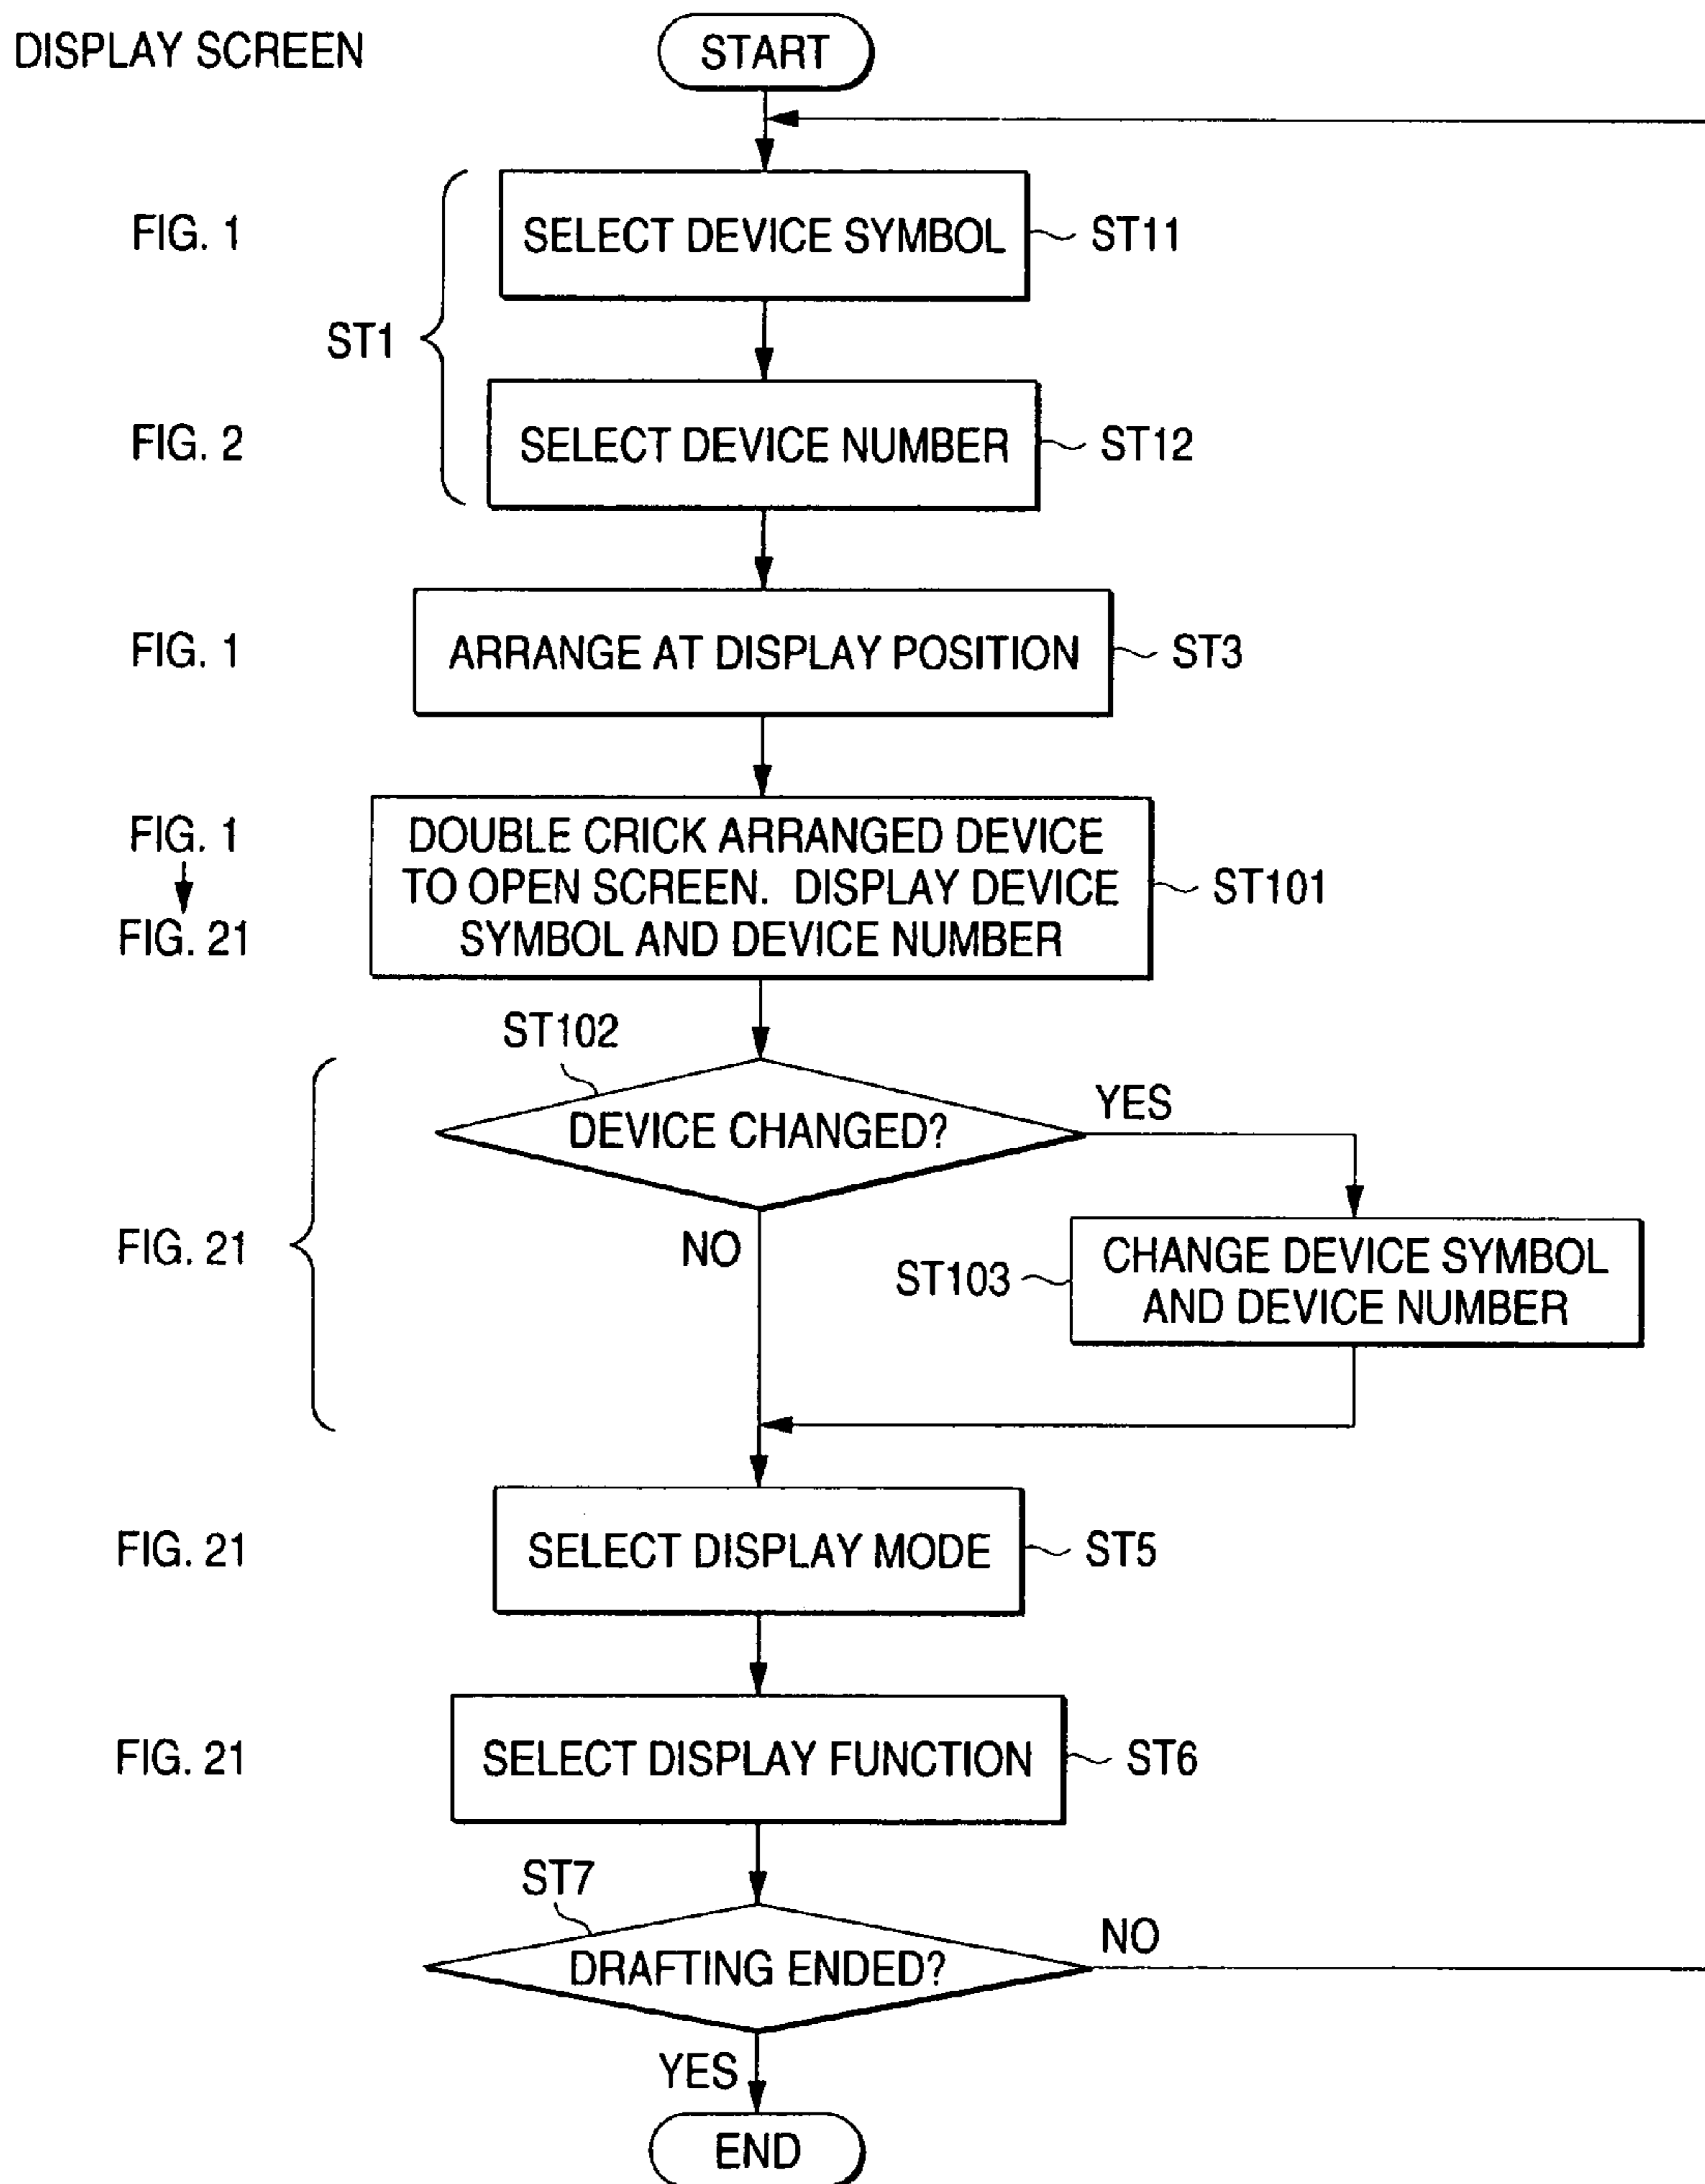 DISPLAY SCREEN
START
FIG. 1
SELECT DEVICE SYMBOL
ST11
ST1
FIG. 2
SELECT DEVICE NUMBER
ST12
FIG. 1
ARRANGE AT DISPLAY POSITION
ST3
FIG. 1
FIG. 21
DOUBLE CRICK ARRANGED DEVICE
TO OPEN SCREEN. DISPLAY DEVICE
SYMBOL AND DEVICE NUMBER
ST101
ST102
DEVICE CHANGED?
YES
NO
FIG. 21
ST103
CHANGE DEVICE SYMBOL
AND DEVICE NUMBER
FIG. 21
SELECT DISPLAY MODE
ST5
FIG. 21
SELECT DISPLAY FUNCTION
ST6
ST7
DRAFTING ENDED?
NO
YES
END